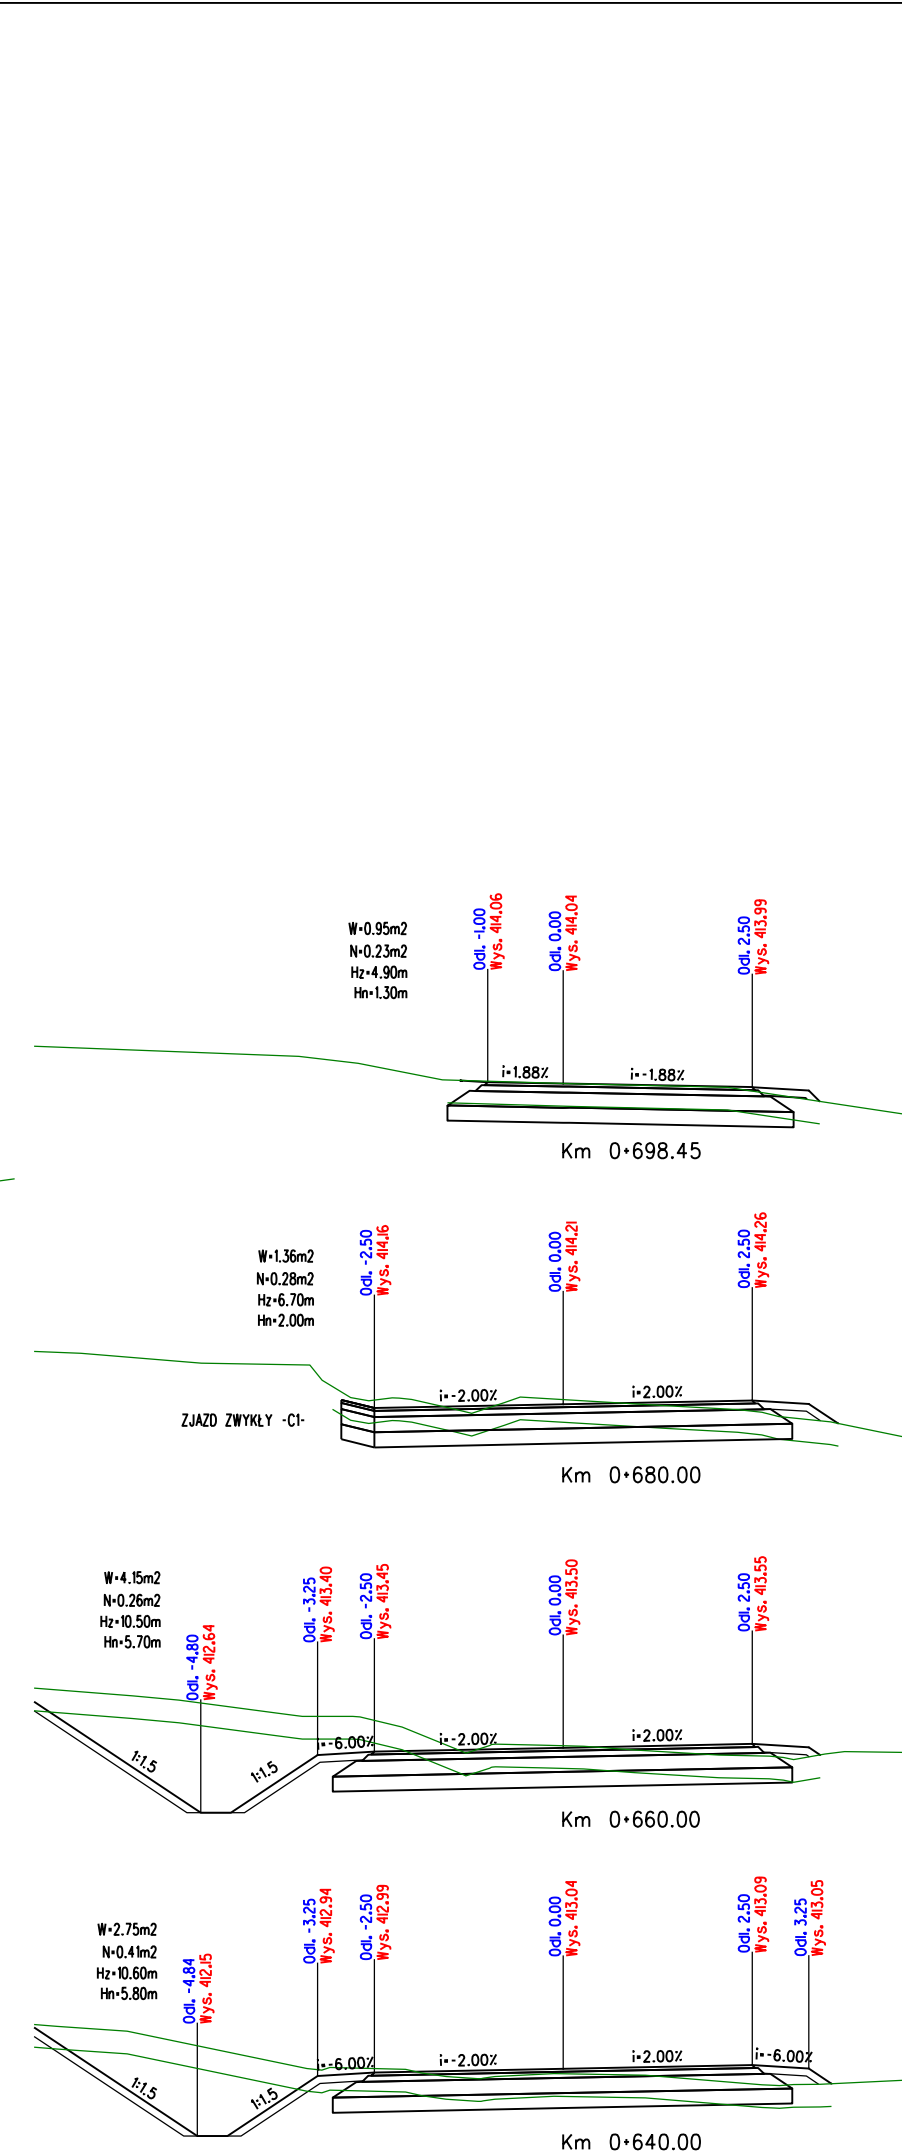 W=0.95m2
N=0.23m2
Hz=4.90m
Hn=1.30m
Odl. -1.00
Wys. 414.06
Odl. 0.00
Wys. 414.04
Odl. 2.50
Wys. 413.99
i=1.88%
i=-1.88%
Km 0+698.45
W=1.36m2
N=0.28m2
Hz=6.70m
Hn=2.00m
Odl. -2.50
Wys. 414.16
Odl. 0.00
Wys. 414.21
Odl. 2.50
Wys. 414.26
i=-2.00%
i=2.00%
ZJAZD ZWYKŁY -C1-
Km 0+680.00
W=4.15m2
N=0.26m2
Hz=10.50m
Hn=5.70m
Odl. -4.80
Wys. 412.64
Odl. -3.25
Wys. 413.40
Odl. -2.50
Wys. 413.45
Odl. 0.00
Wys. 413.50
Odl. 2.50
Wys. 413.55
1:1.5
1:1.5
i=-6.00%
i=-2.00%
i=2.00%
Km 0+660.00
W=2.75m2
N=0.41m2
Hz=10.60m
Hn=5.80m
Odl. -4.84
Wys. 412.15
Odl. -3.25
Wys. 412.94
Odl. -2.50
Wys. 412.99
Odl. 0.00
Wys. 413.04
Odl. 2.50
Wys. 413.09
Odl. 3.25
Wys. 413.05
1:1.5
1:1.5
i=-6.00%
i=-2.00%
i=2.00%
i=-6.00%
Km 0+640.00